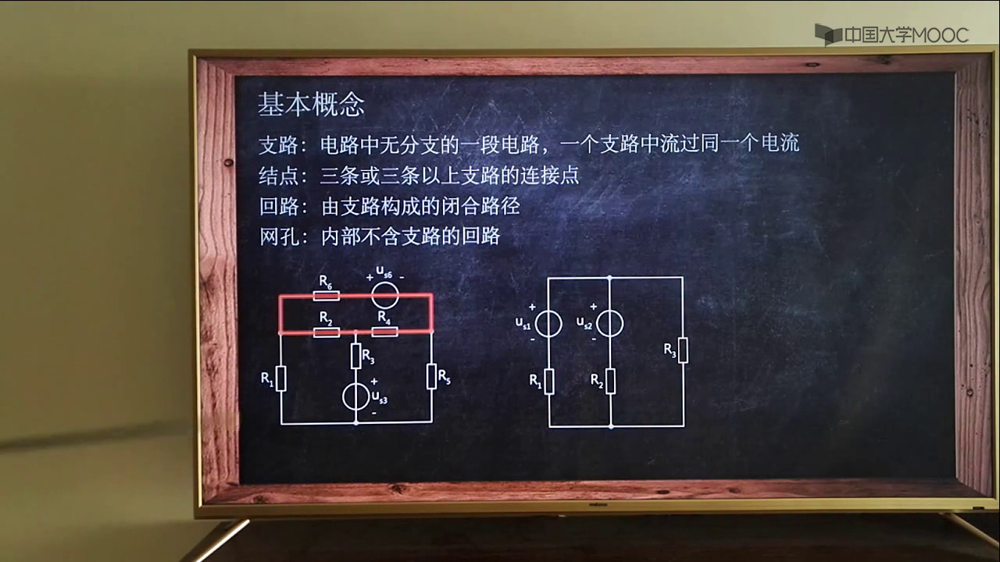 中国大学MOOC
基本概念
支路：电路中无分支的一段电路，一个支路中流过同一个电流
结点：三条或三条以上支路的连接点
回路：由支路构成的闭合路径
网孔：内部不含支路的回路
R6 + us6 -
R2 R4
R1 R3 + us3 - R5
+ us1 - + us2 -
R1 R2 R3